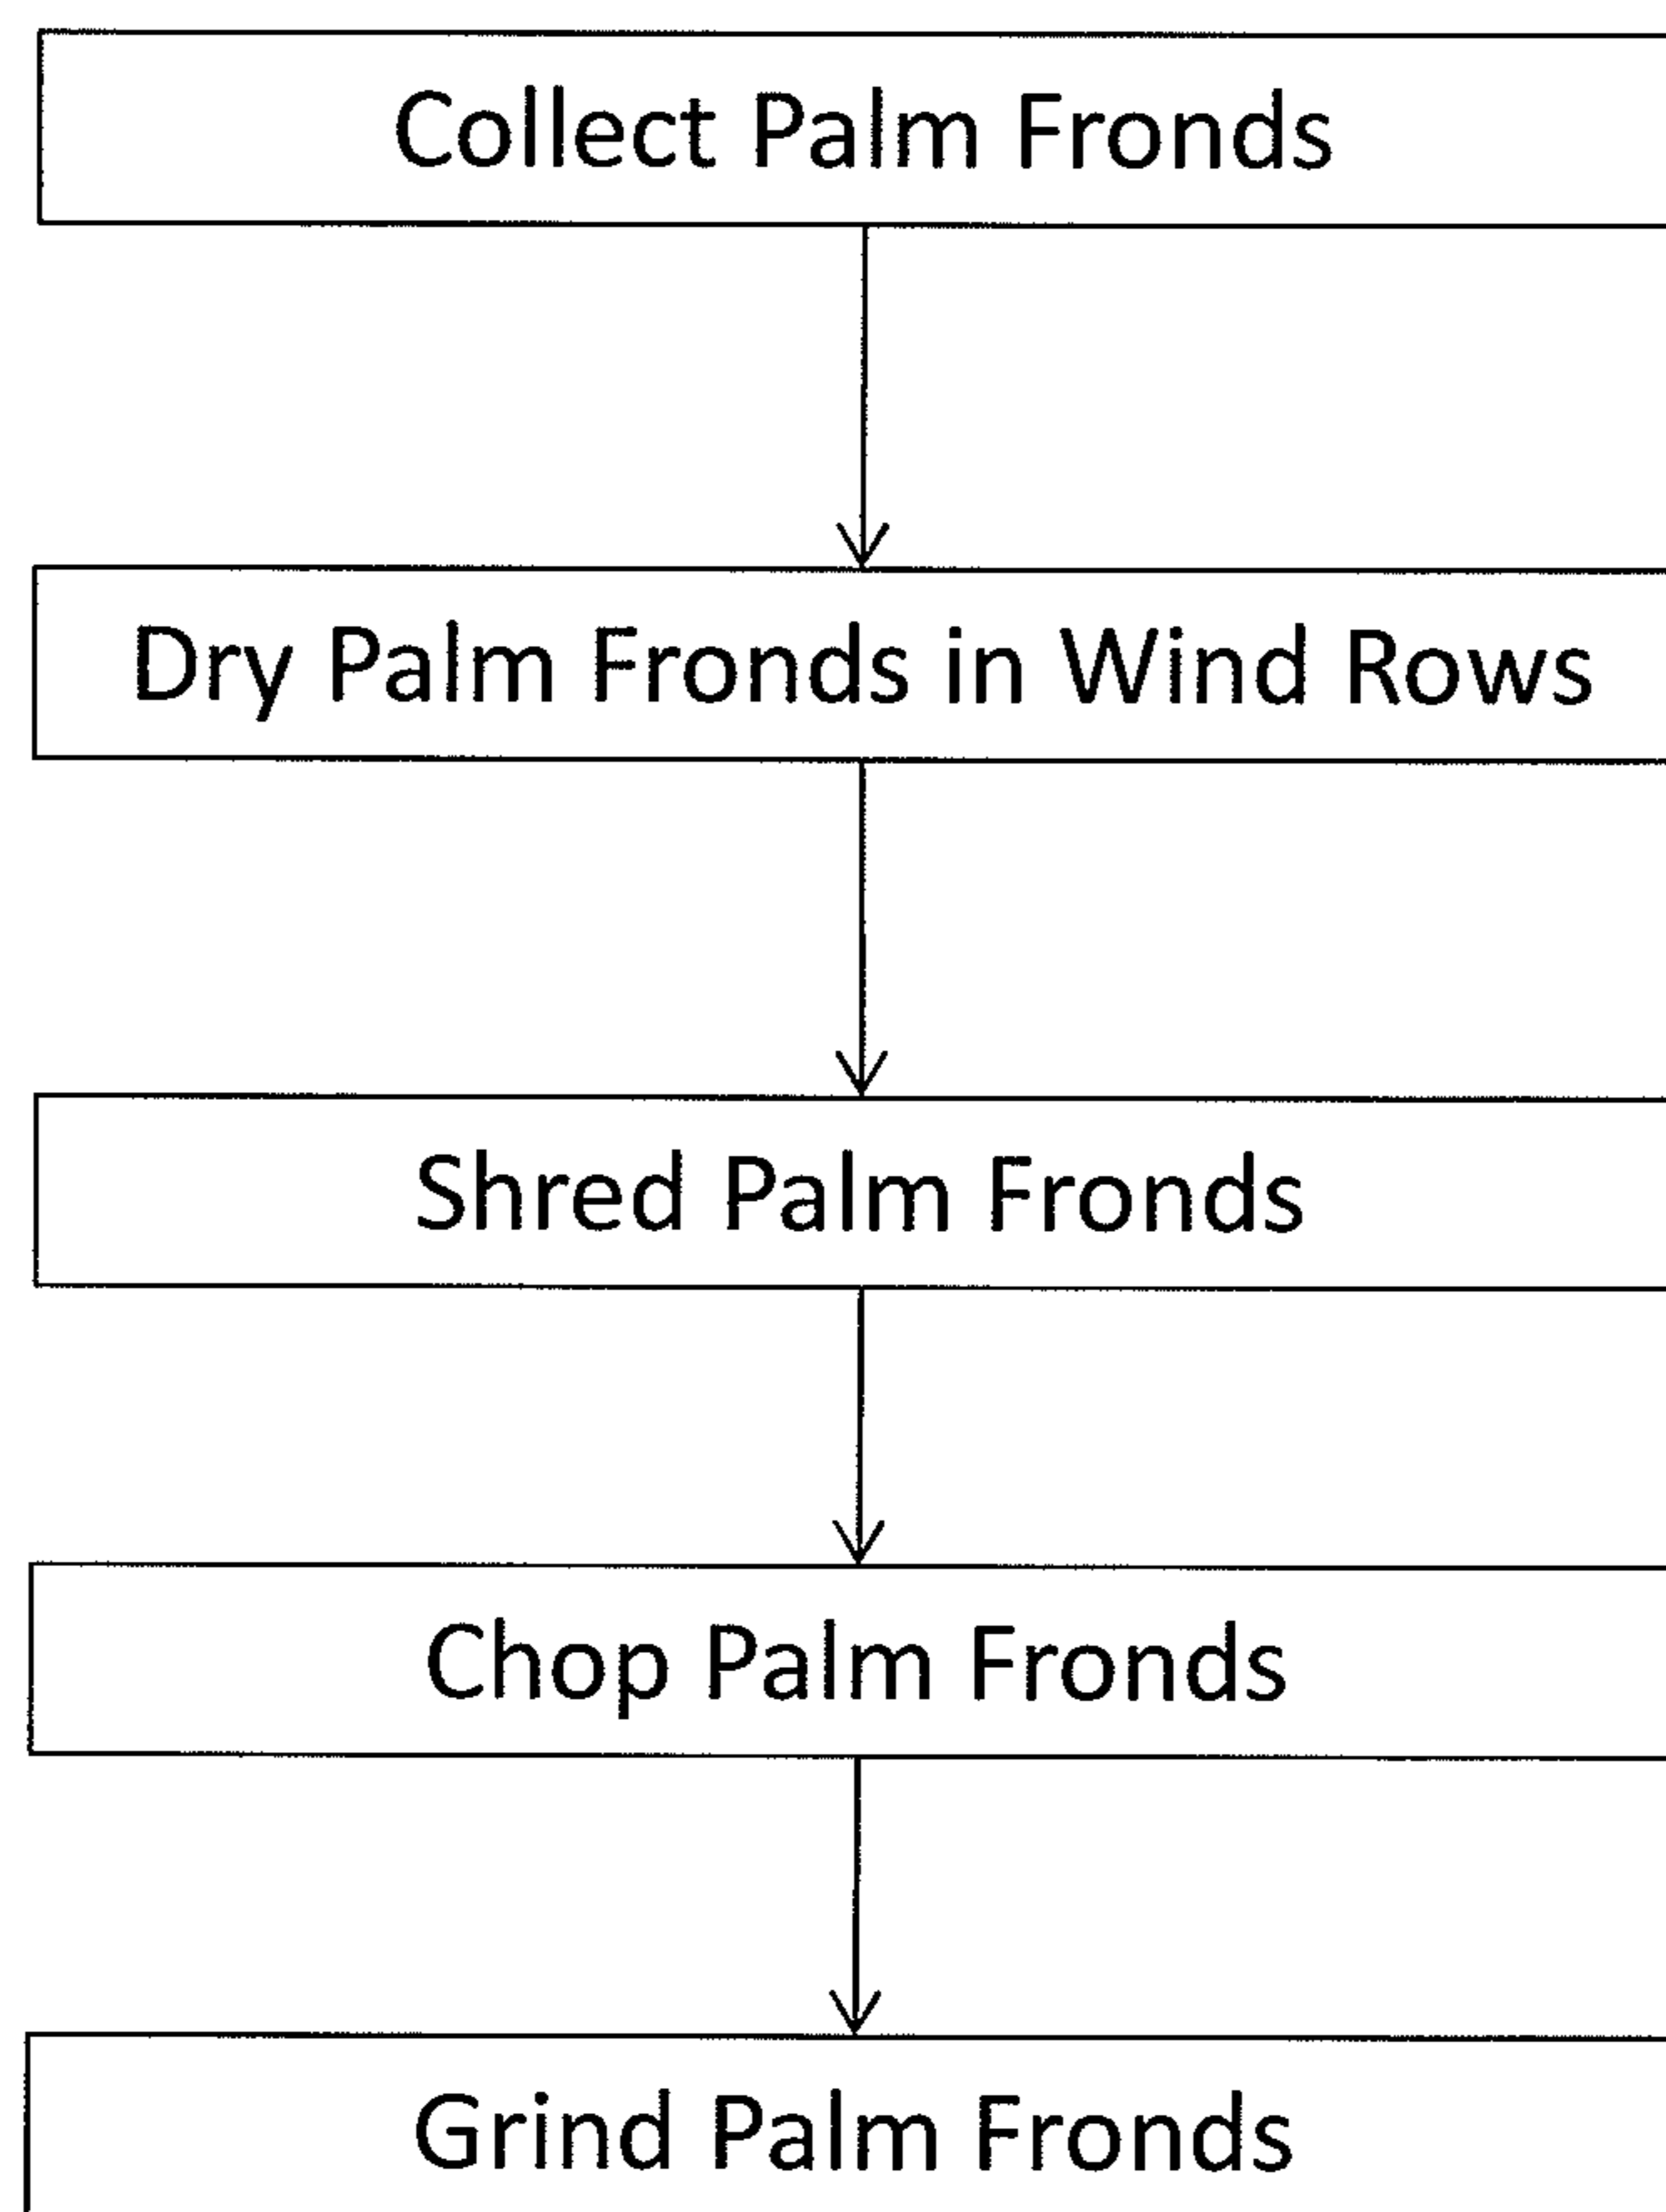 Collect Palm Fronds
Dry Palm Fronds in Wind Rows
Shred Palm Fronds
Chop Palm Fronds
Grind Palm Fronds